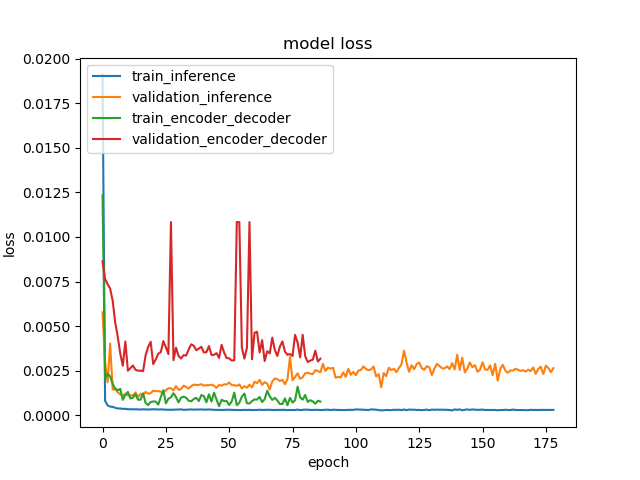 model loss
train_inference
validation_inference
train_encoder_decoder
validation_encoder_decoder
loss
0.0200
0.0175
0.0150
0.0125
0.0100
0.0075
0.0050
0.0025
0.0000
0 25 50 75 100 125 150 175
epoch